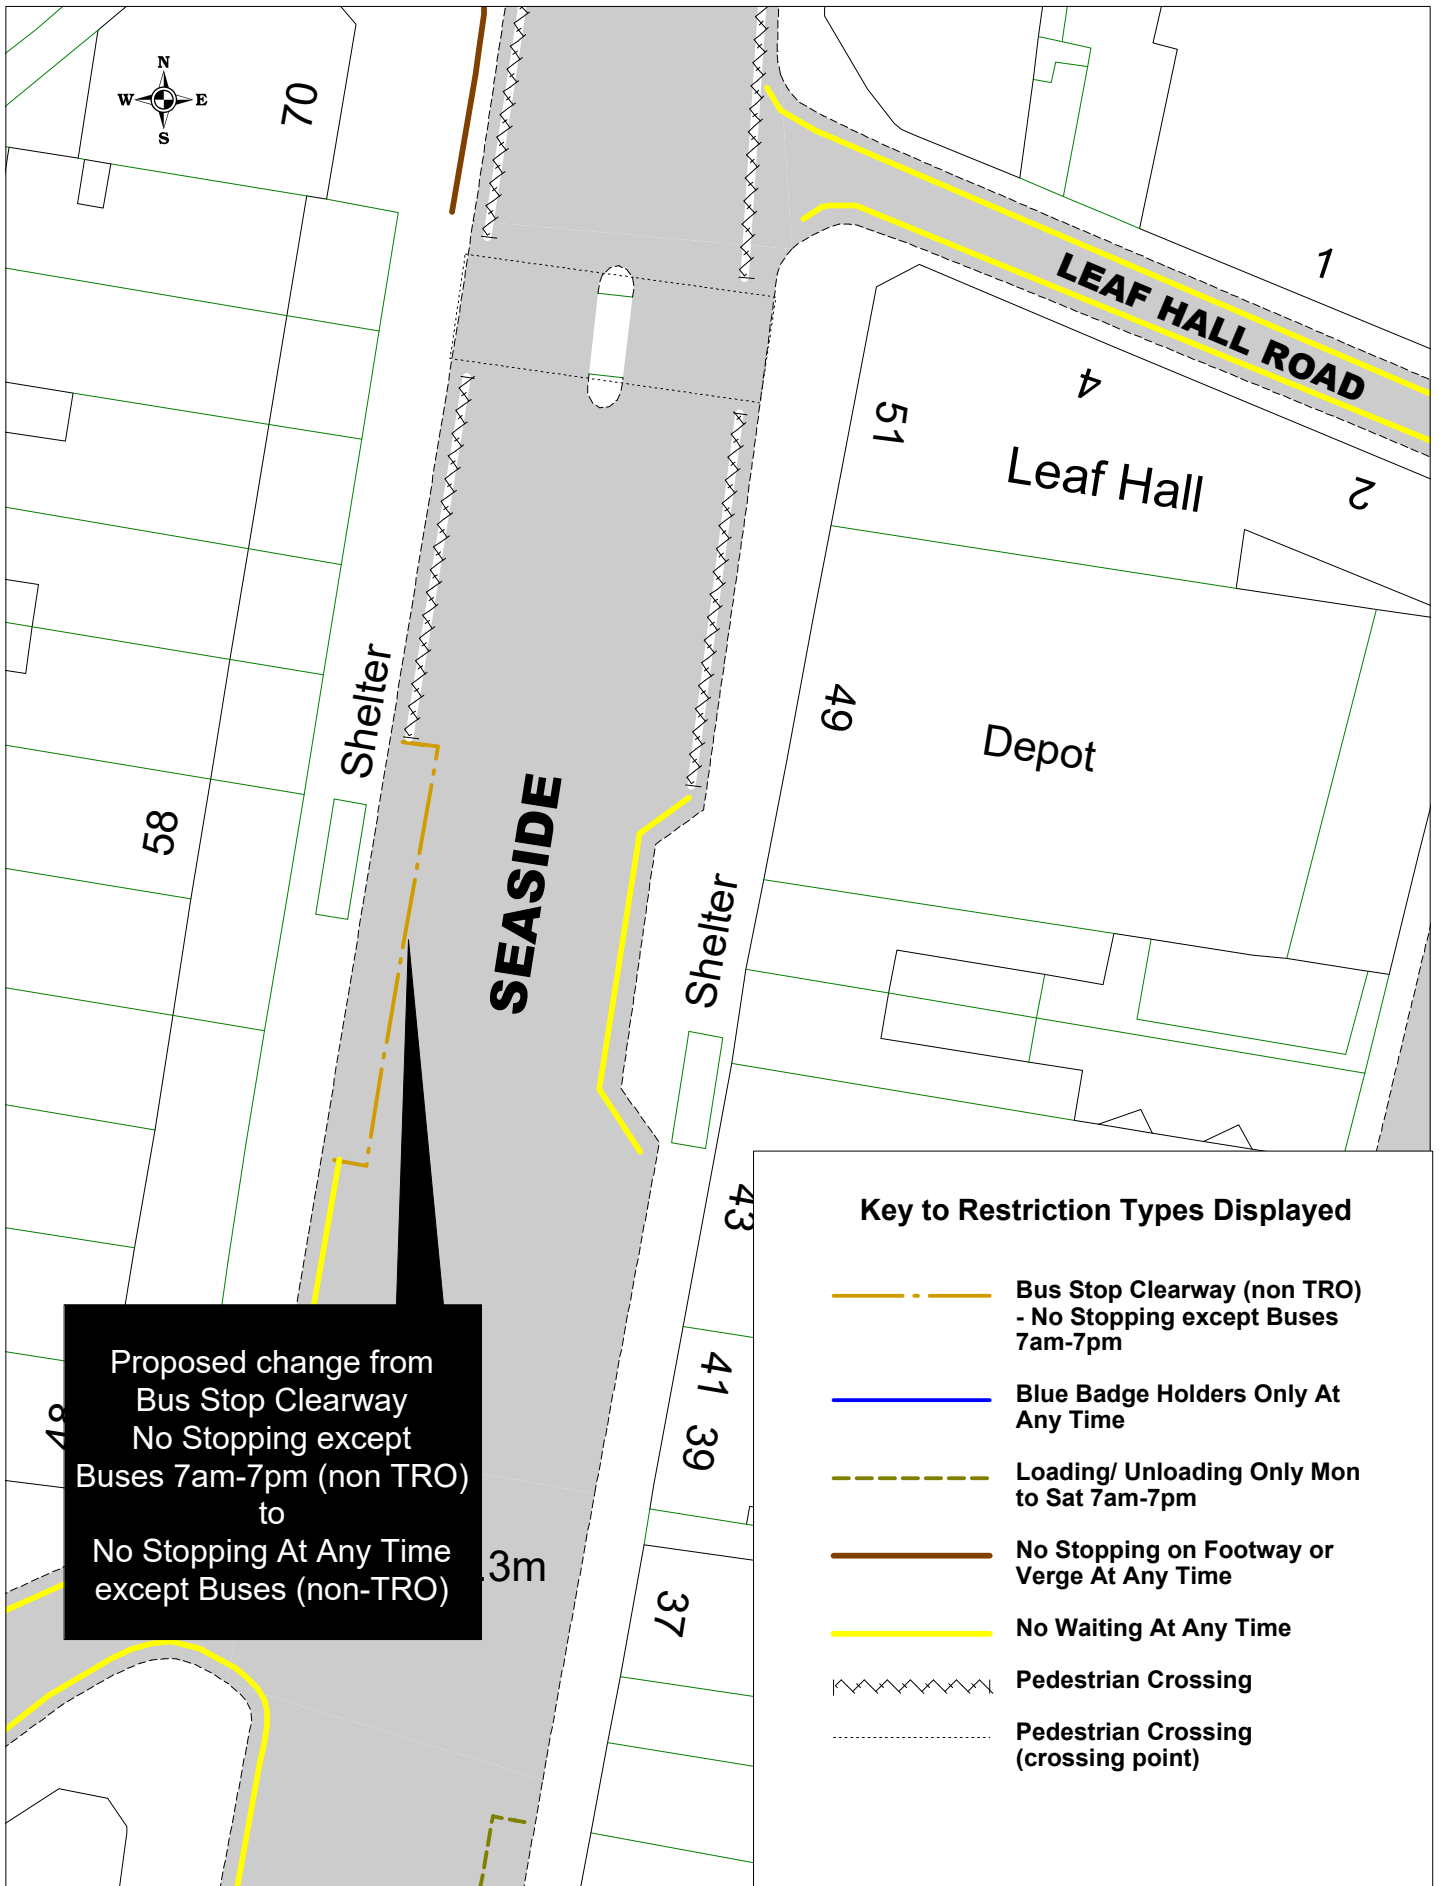 N
W E
S
70
1
LEAF HALL ROAD
4
51
Leaf Hall
2
Shelter
49
Depot
58
SEASIDE
Shelter
43
41
39
48
.3m
37
Proposed change from
Bus Stop Clearway
No Stopping except
Buses 7am-7pm (non TRO)
to
No Stopping At Any Time
except Buses (non-TRO)
Key to Restriction Types Displayed
Bus Stop Clearway (non TRO)
- No Stopping except Buses
7am-7pm
Blue Badge Holders Only At
Any Time
Loading/ Unloading Only Mon
to Sat 7am-7pm
No Stopping on Footway or
Verge At Any Time
No Waiting At Any Time
Pedestrian Crossing
Pedestrian Crossing
(crossing point)